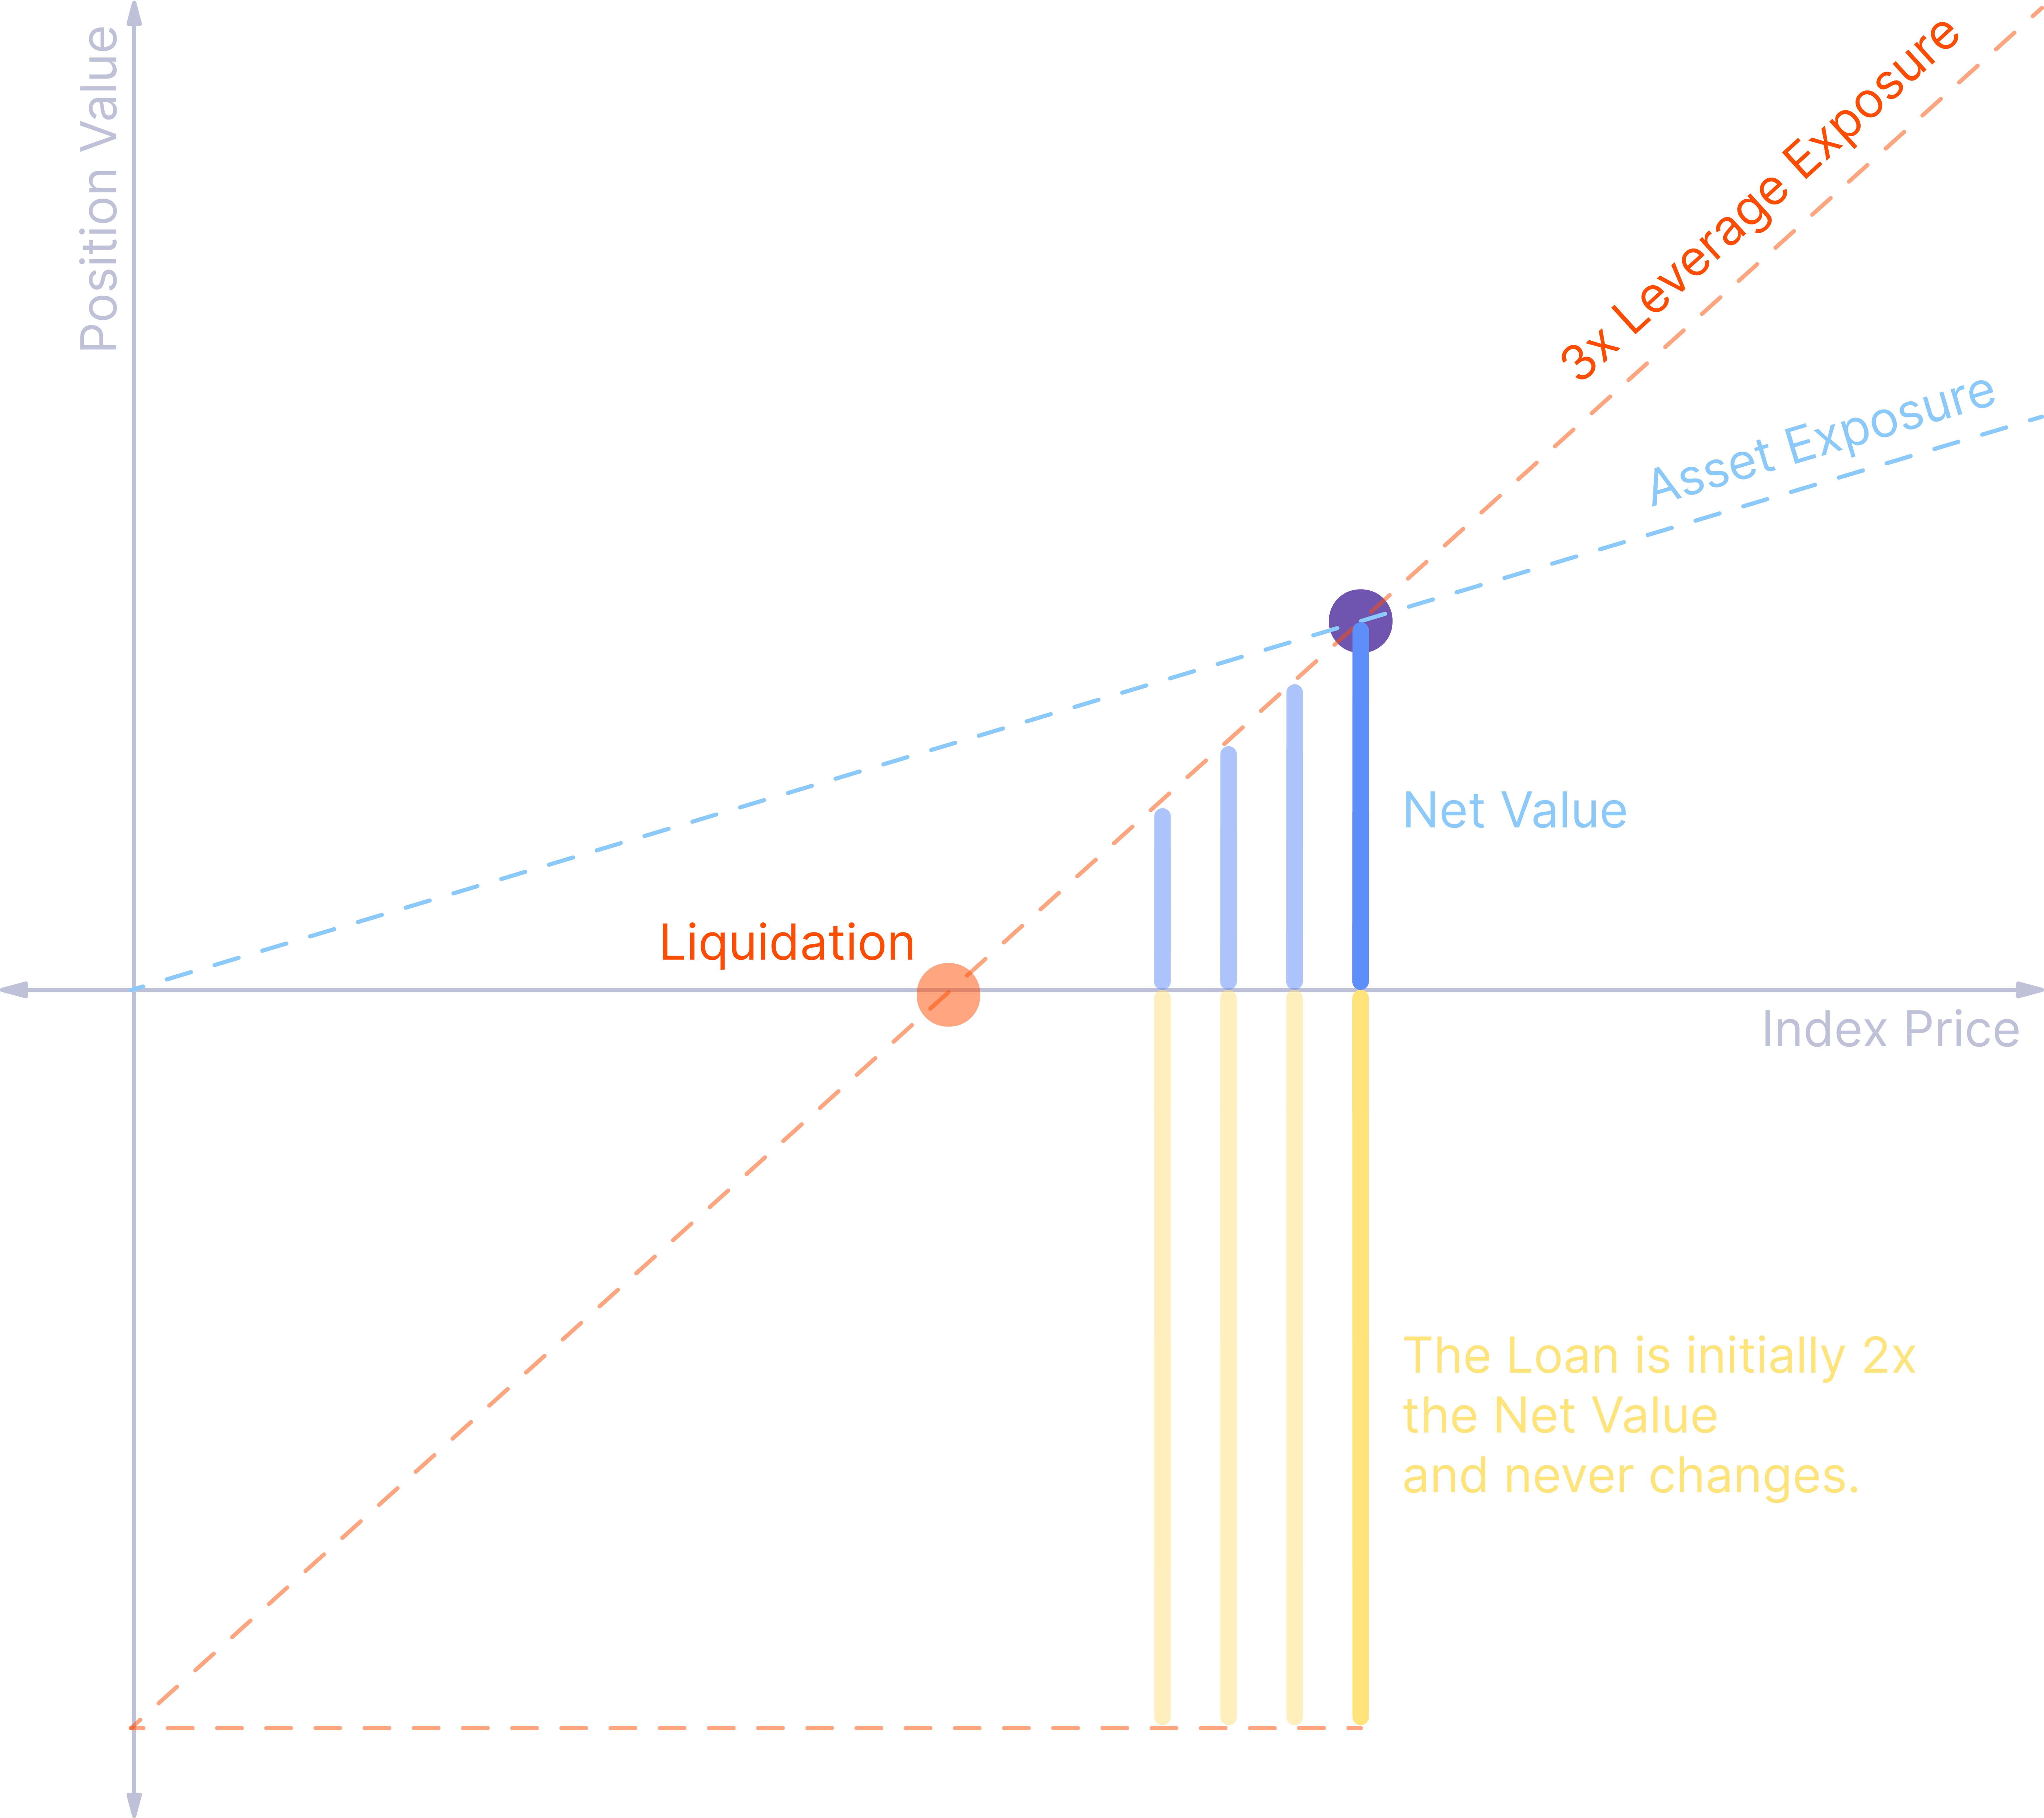 Position Value
3x Leverage Exposure
Asset Exposure
Net Value
Liquidation
Index Price
The Loan is initially 2x
the Net Value
and never changes.